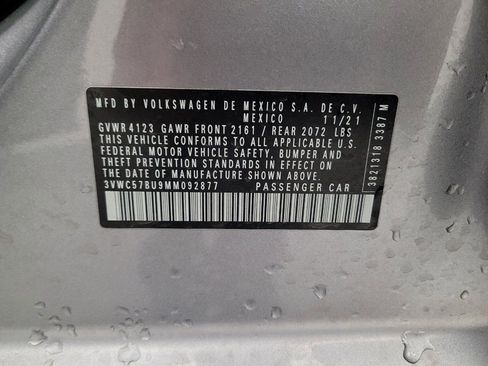 MFD BY VOLKSWAGEN DE MEXICO S.A. DE C.V.
MEXICO 11/21
GVWR 4123 GAWR FRONT 2161 / REAR 2072 LBS
THIS VEHICLE CONFORMS TO ALL APPLICABLE
FEDERAL MOTOR VEHICLE SAFETY, BUMPER AND
THEFT PREVENTION STANDARDS IN EFFECT ON THE
DATE OF MANUFACTURE SHOWN ABOVE.
3VWC57BU9MM092877 PASSENGER CAR
3821318 3387 M